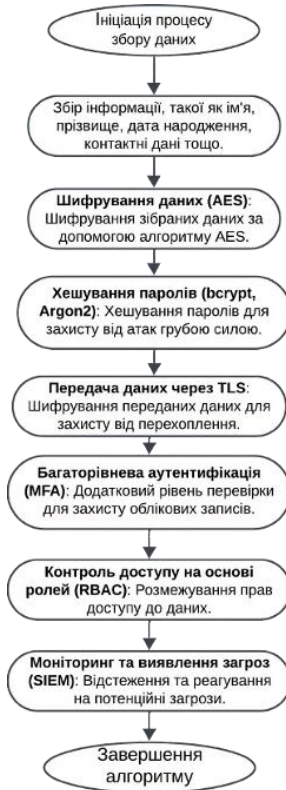 Ініціація процесу
збору даних
Збір інформації, такої як ім'я,
прізвище, дата народження,
контактні дані тощо.
Шифрування даних (AES):
Шифрування зібраних даних за
допомогою алгоритму AES.
Хешування паролів (bcrypt,
Argon2): Хешування паролів для
захисту від атак грубою силою.
Передача даних через TLS:
Шифрування переданих даних для
захисту від перехоплення.
Багаторівнева аутентифікація
(MFA): Додатковий рівень перевірки
для захисту облікових записів.
Контроль доступу на основі
ролей (RBAC): Розмежування прав
доступу до даних.
Моніторинг та виявлення загроз
(SIEM): Відстеження та реагування
на потенційні загрози.
Завершення
алгоритму